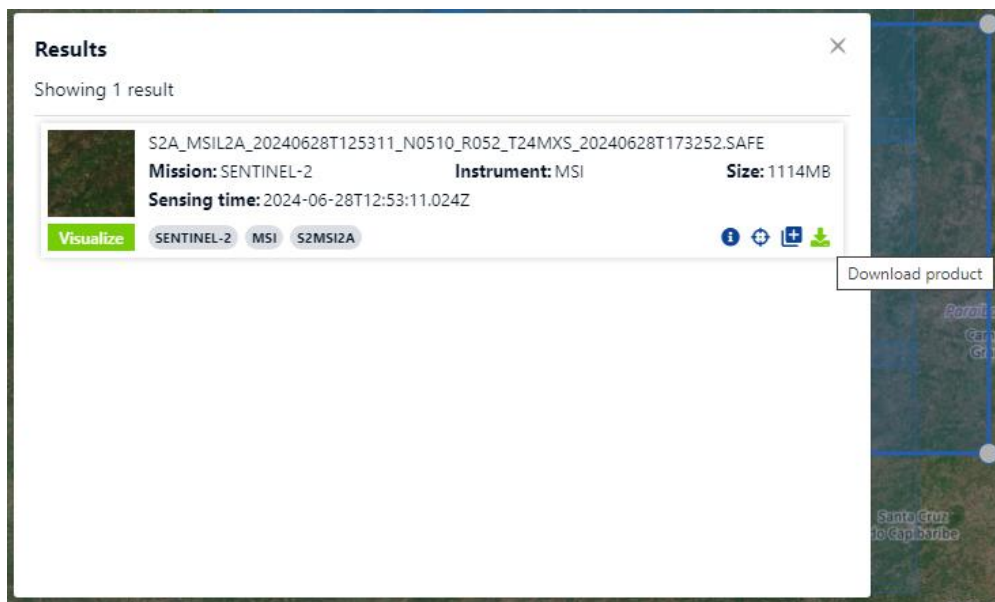 Results
Showing 1 result
S2A_MSIL2A_20240628T125311_N0510_R052_T24MXS_20240628T173252.SAFE
Mission: SENTINEL-2 Instrument: MSI Size: 1114MB
Sensing time: 2024-06-28T12:53:11.024Z
Visualize SENTINEL-2 MSI S2MSI2A
Download product
Santa Cruz
do Capibaribe